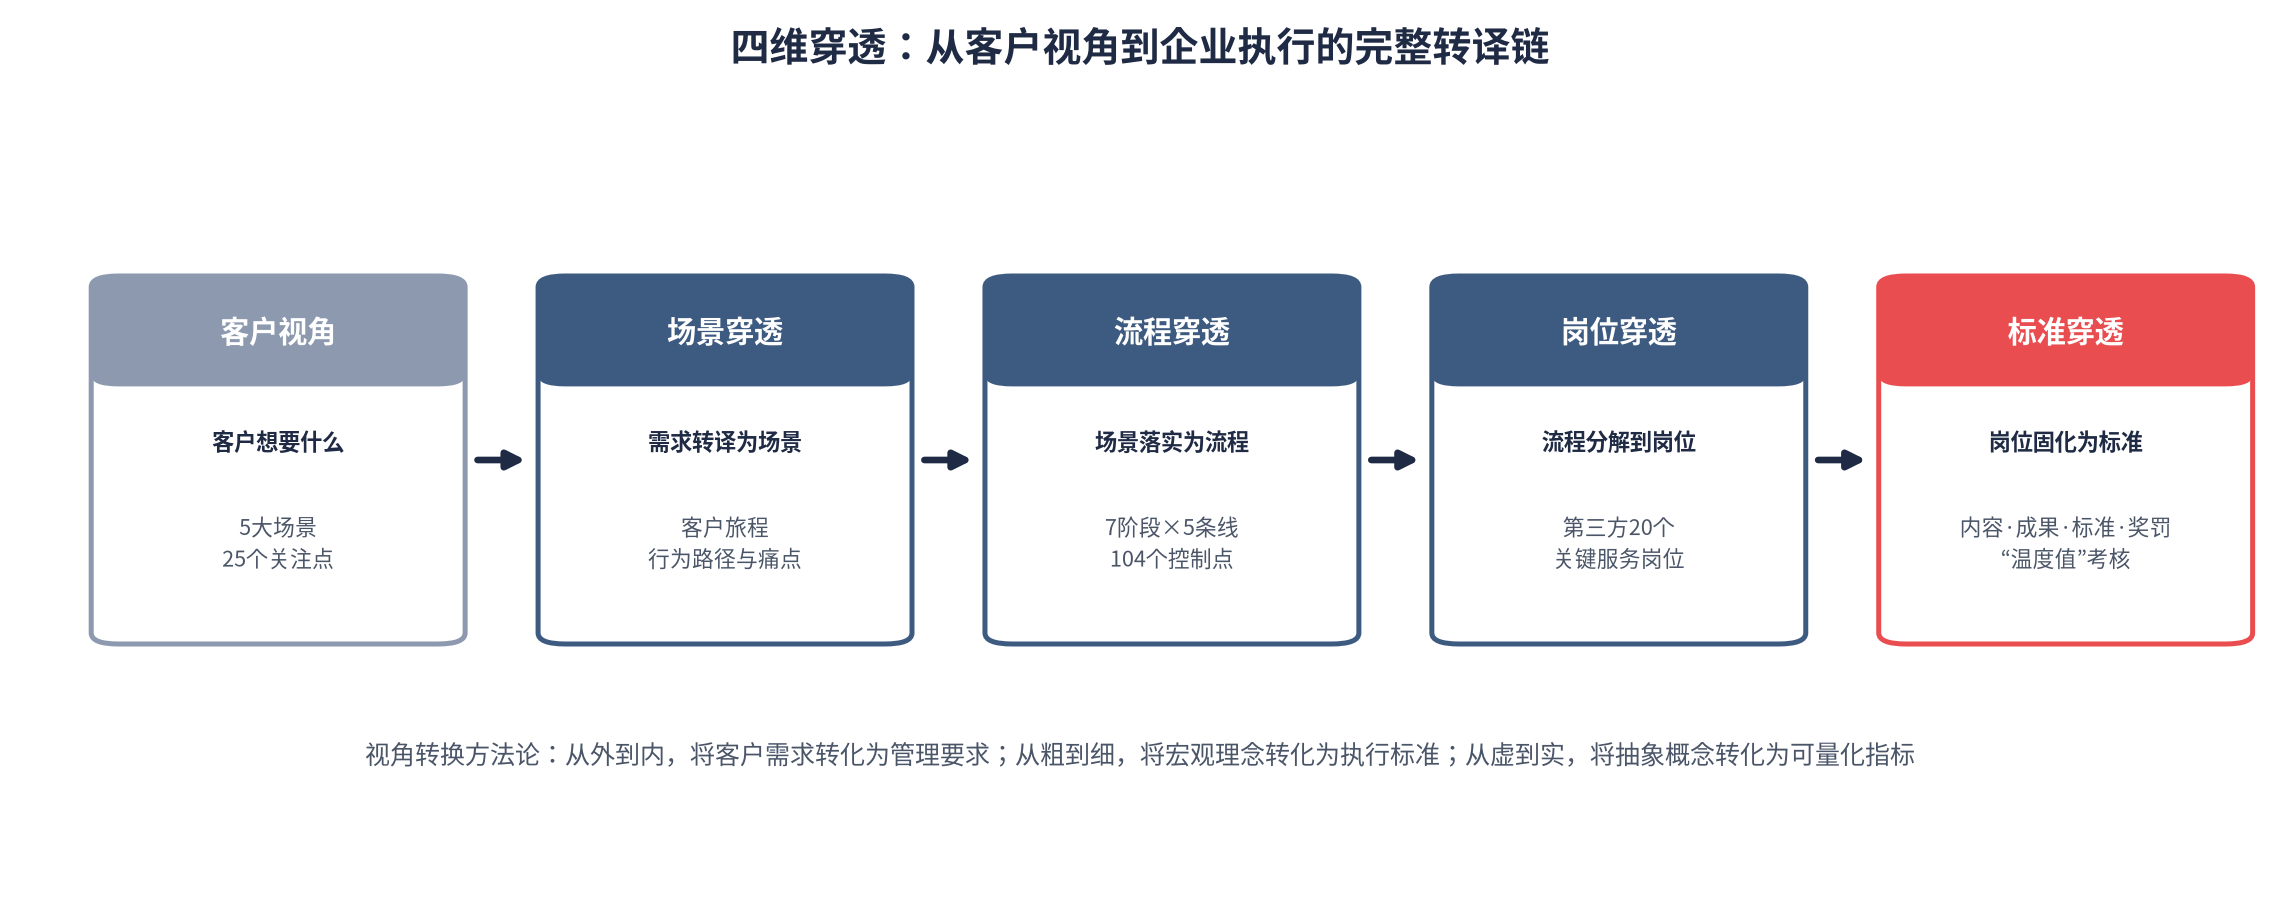 四维穿透：从客户视角到企业执行的完整转译链
客户视角
客户想要什么
5大场景
25个关注点
场景穿透
需求转译为场景
客户旅程
行为路径与痛点
流程穿透
场景落实为流程
7阶段×5条线
104个控制点
岗位穿透
流程分解到岗位
第三方20个
关键服务岗位
标准穿透
岗位固化为标准
内容·成果·标准·奖罚
“温度值”考核
视角转换方法论：从外到内，将客户需求转化为管理要求；从粗到细，将宏观理念转化为执行标准；从虚到实，将抽象概念转化为可量化指标